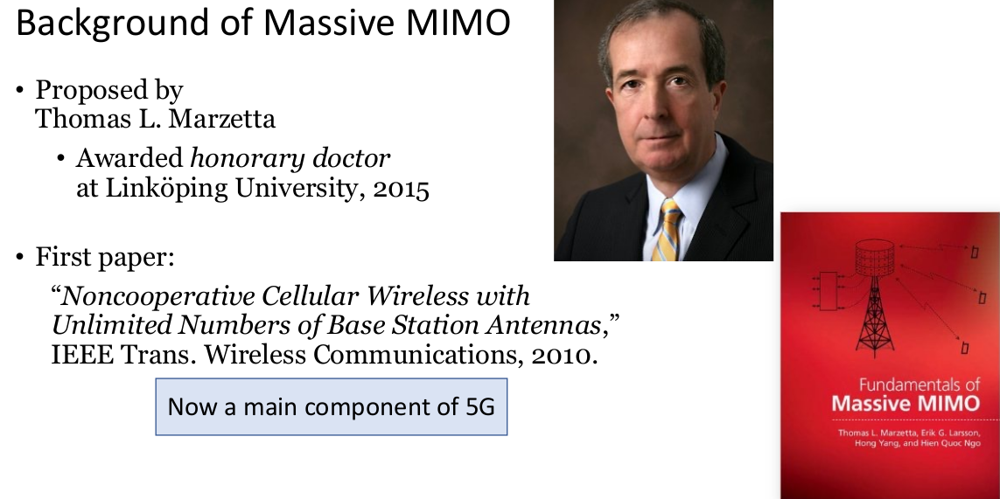 Background of Massive MIMO
• Proposed by
Thomas L. Marzetta
• Awarded honorary doctor
at Linköping University, 2015
• First paper:
“Noncooperative Cellular Wireless with
Unlimited Numbers of Base Station Antennas,”
IEEE Trans. Wireless Communications, 2010.
Now a main component of 5G
Fundamentals of
Massive MIMO
Thomas L. Marzetta, Erik G. Larsson,
Hong Yang, and Hien Quoc Ngo